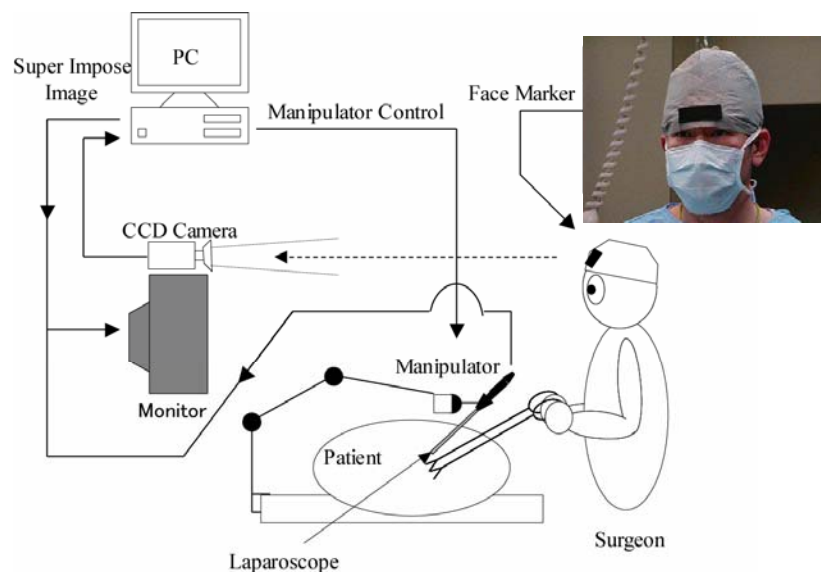 PC
Super Impose
Image
Manipulator Control
Face Marker
CCD Camera
Manipulator
Monitor
Patient
Laparoscope
Surgeon